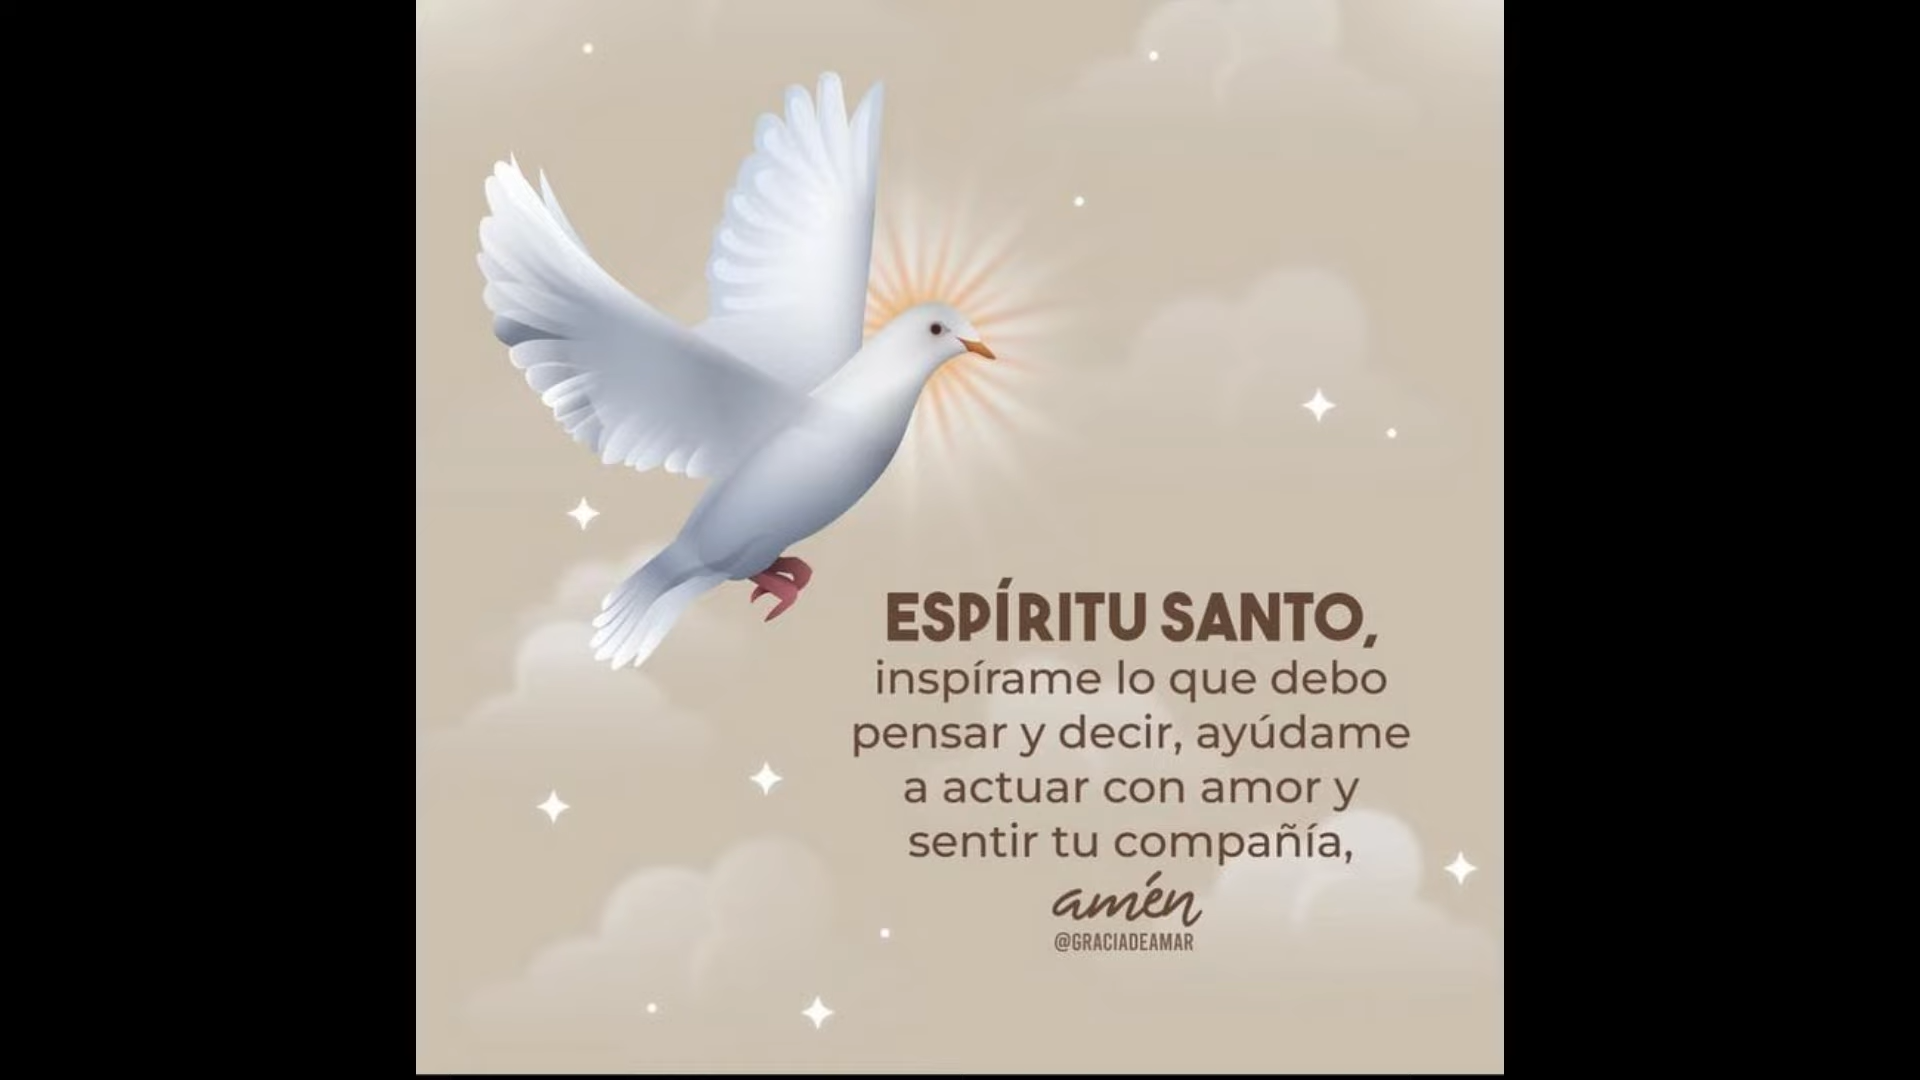 ESPÍRITU SANTO,
inspírame lo que debo
pensar y decir, ayúdame
a actuar con amor y
sentir tu compañía,
amén
@GRACIADEAMAR